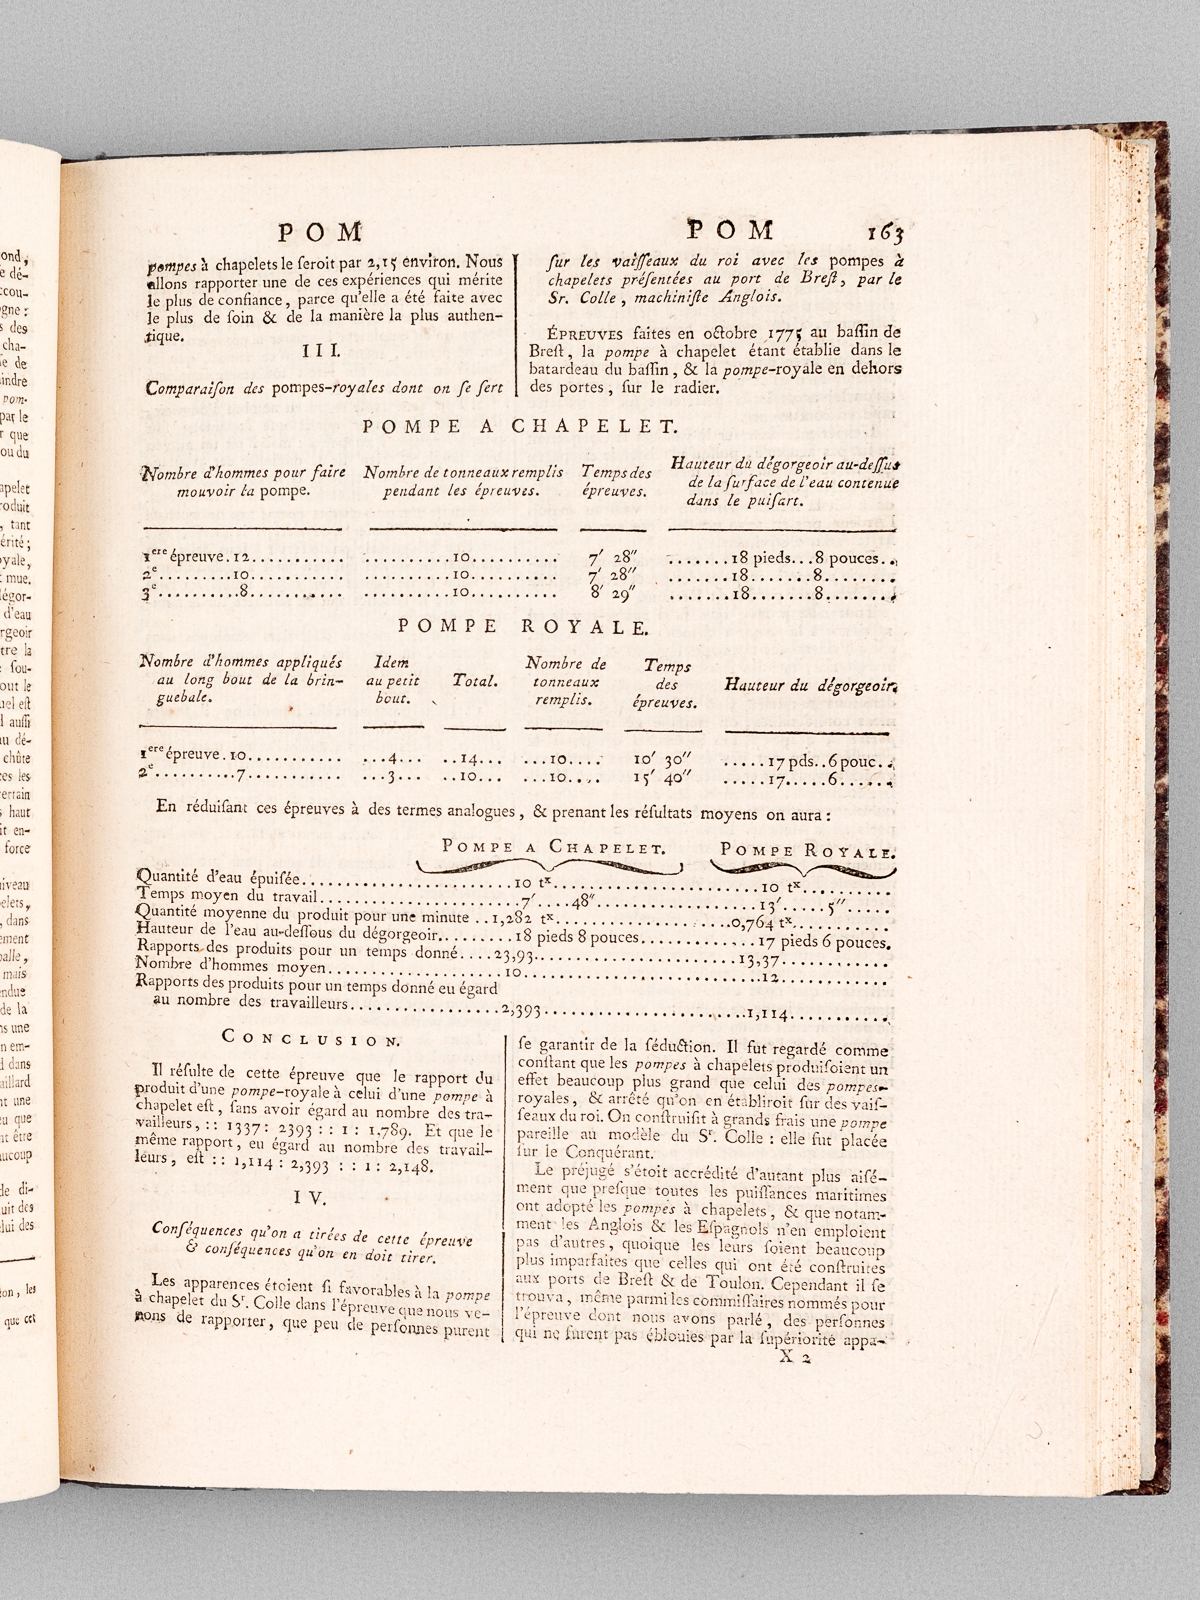 POM
POM 163
pompes à chapelets le ſeroit par 2,15 environ. Nous
allons rapporter une de ces expériences qui mérite
le plus de confiance, parce qu'elle a été faite avec
le plus de ſoin & de la manière la plus authen-
tique.
III.
Comparaiſon des pompes-royales dont on ſe ſert
ſur les vaiſſeaux du roi avec les pompes à
chapelets préſentées au port de Breſt, par le
Sr. Colle, machiniſte Anglois.
ÉPREUVES faites en octobre 1775 au baſſin de
Breſt, la pompe à chapelet étant établie dans le
batardeau du baſſin, & la pompe-royale en dehors
des portes, ſur le radier.
POMPE A CHAPELET.
Nombre d'hommes pour faire mouvoir la pompe.
Nombre de tonneaux remplis pendant les épreuves.
Temps des épreuves.
Hauteur du dégorgeoir au-deſſus de la ſurface de l'eau contenue dans le puiſart.
1ere épreuve. 12........... ..........10.......... 7′ 28″ .......18 pieds...8 pouces..
2e.........10.......... ..........10.......... 7′ 28″ .......18.......8........
3e.........8........... ..........10.......... 8′ 29″ .......18.......8........
POMPE ROYALE.
Nombre d'hommes appliqués au long bout de la brin-guebale.
Idem au petit bout.
Total.
Nombre de tonneaux remplis.
Temps des épreuves.
Hauteur du dégorgeoir.
1ere épreuve. 10........... ...4... ..14... ...10.... 10′ 30″ .....17 pds..6 pouc..
2e..........7........... ...3... ..10... ...10.... 15′ 40″ .....17.....6......
En réduiſant ces épreuves à des termes analogues, & prenant les réſultats moyens on aura :
POMPE A CHAPELET. POMPE ROYALE.
Quantité d'eau épuiſée...........10 tx...........10 tx..........
Temps moyen du travail...........7′....48″...........13′.....5″.....
Quantité moyenne du produit pour une minute ..1,282 tx...........0,764 tx..........
Hauteur de l'eau au-deſſous du dégorgeoir........18 pieds 8 pouces...........17 pieds 6 pouces.
Rapports des produits pour un temps donné....23,93...........13,37..........
Nombre d'hommes moyen...........10...........12..........
Rapports des produits pour un temps donné eu égard
au nombre des travailleurs...........2,393...........1,114..........
CONCLUSION.
Il réſulte de cette épreuve que le rapport du
produit d'une pompe-royale à celui d'une pompe à
chapelet eſt, ſans avoir égard au nombre des tra-
vailleurs, :: 1337: 2393 :: 1 : 1.789. Et que le
même rapport, eu égard au nombre des travail-
leurs, eſt :: 1,114 : 2,393 :: 1 : 2,148.
IV.
Conſéquences qu'on a tirées de cette épreuve
& conſéquences qu'on en doit tirer.
Les apparences étoient ſi favorables à la pompe
à chapelet du Sr. Colle dans l'épreuve que nous ve-
nons de rapporter, que peu de perſonnes purent
ſe garantir de la ſéduction. Il fut regardé comme
conſtant que les pompes à chapelets produiſoient un
effet beaucoup plus grand que celui des pompes-
royales, & arrêté qu'on en établiroit ſur des vaiſ-
ſeaux du roi. On conſtruiſit à grands frais une pompe
pareille au modèle du Sr. Colle : elle fut placée
ſur le Conquérant.
Le préjugé s'étoit accrédité d'autant plus aiſé-
ment que preſque toutes les puiſſances maritimes
ont adopté les pompes à chapelets, & que notam-
ment les Anglois & les Eſpagnols n'en emploient
pas d'autres, quoique les leurs ſoient beaucoup
plus imparfaites que celles qui ont été conſtruites
aux ports de Breſt & de Toulon. Cependant il ſe
trouva, même parmi les commiſſaires nommés pour
l'épreuve dont nous avons parlé, des perſonnes
qui ne furent pas éblouies par la ſupériorité appa-
X 2